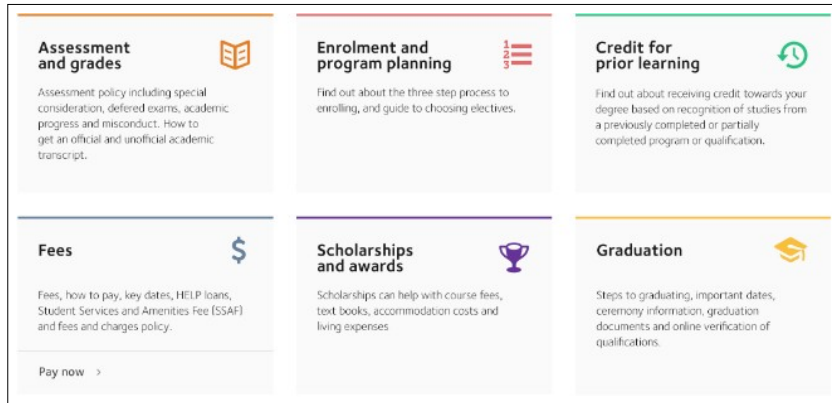 Assessment
and grades
Assessment policy including special
consideration, defered exams, academic
progress and misconduct. How to
get an official and unofficial academic
transcript.
Enrolment and
program planning
1
2
3
Find out about the three step process to
enrolling, and guide to choosing electives.
Credit for
prior learning
Find out about receiving credit towards your
degree based on recognition of studies from
a previously completed or partially
completed program or qualification.
Fees
$
Fees, how to pay, key dates, HELP loans,
Student Services and Amenities Fee (SSAF)
and fees and charges policy.
Pay now >
Scholarships
and awards
Scholarships can help with course fees,
text books, accommodation costs and
living expenses
Graduation
Steps to graduating, important dates,
ceremony information, graduation
documents and online verification of
qualifications.